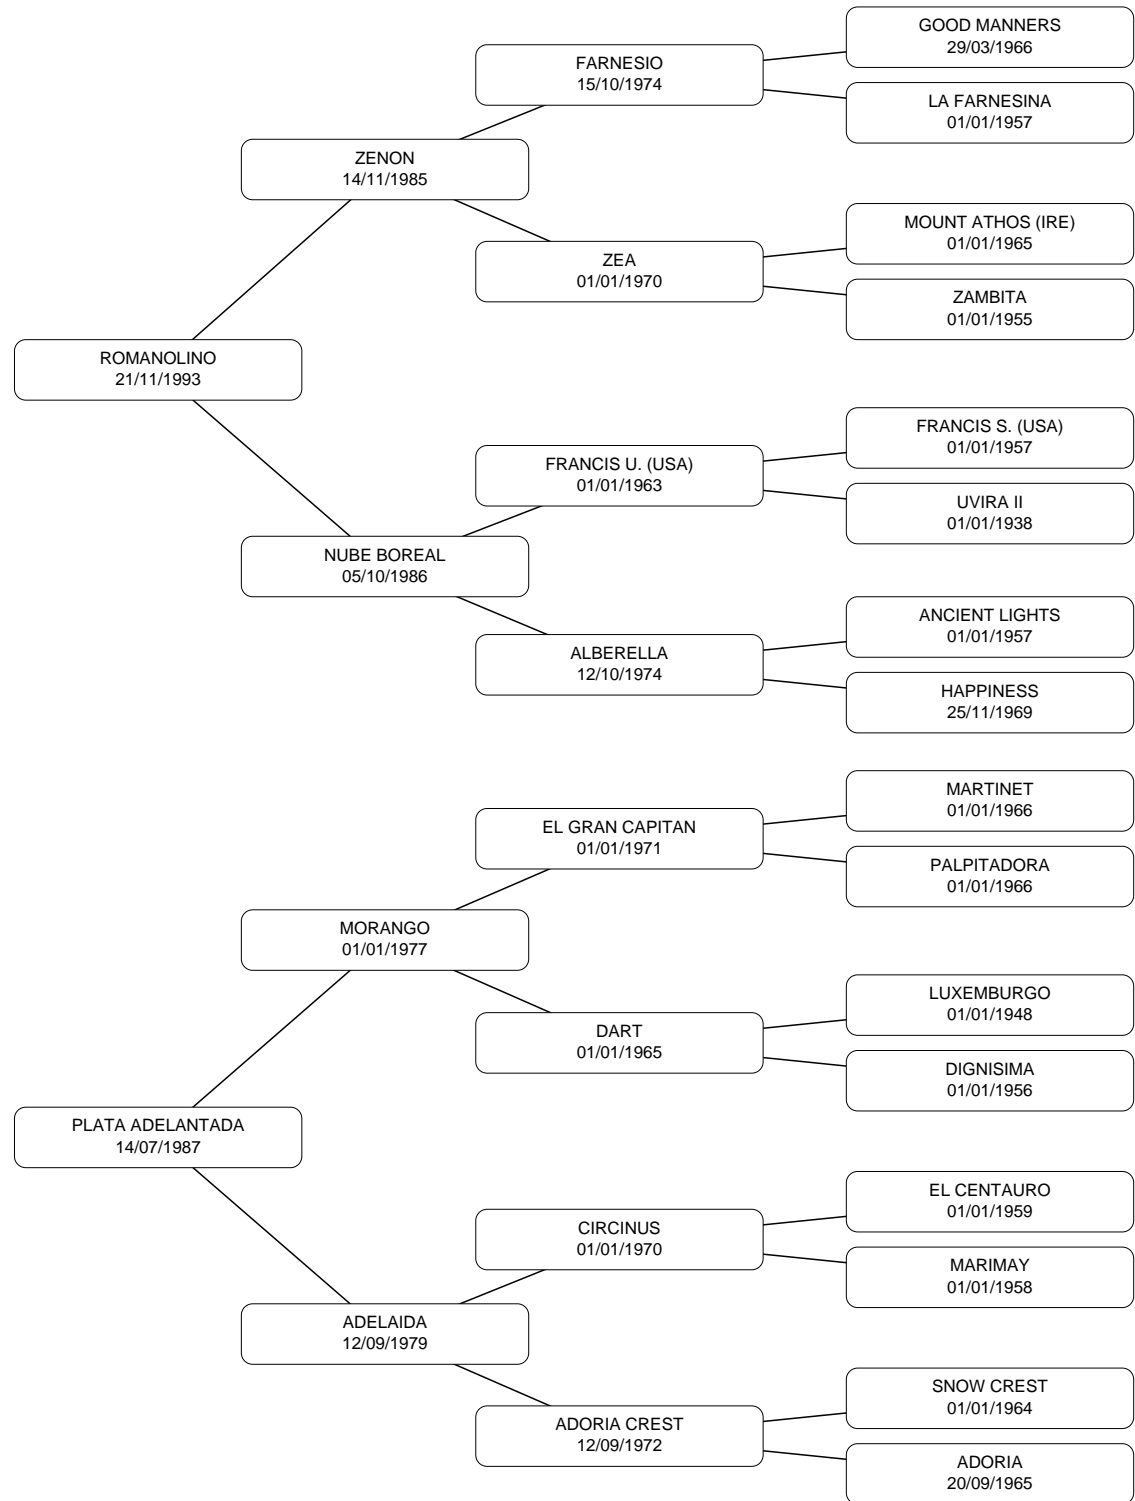 GOOD MANNERS
29/03/1966
FARNESIO
15/10/1974
LA FARNESINA
01/01/1957
ZENON
14/11/1985
MOUNT ATHOS (IRE)
01/01/1965
ZEA
01/01/1970
ZAMBITA
01/01/1955
ROMANOLINO
21/11/1993
FRANCIS S. (USA)
01/01/1957
FRANCIS U. (USA)
01/01/1963
UVIRA II
01/01/1938
NUBE BOREAL
05/10/1986
ANCIENT LIGHTS
01/01/1957
ALBERELLA
12/10/1974
HAPPINESS
25/11/1969
MARTINET
01/01/1966
EL GRAN CAPITAN
01/01/1971
PALPITADORA
01/01/1966
MORANGO
01/01/1977
LUXEMBURGO
01/01/1948
DART
01/01/1965
DIGNISIMA
01/01/1956
PLATA ADELANTADA
14/07/1987
EL CENTAURO
01/01/1959
CIRCINUS
01/01/1970
MARIMAY
01/01/1958
ADELAIDA
12/09/1979
SNOW CREST
01/01/1964
ADORIA CREST
12/09/1972
ADORIA
20/09/1965